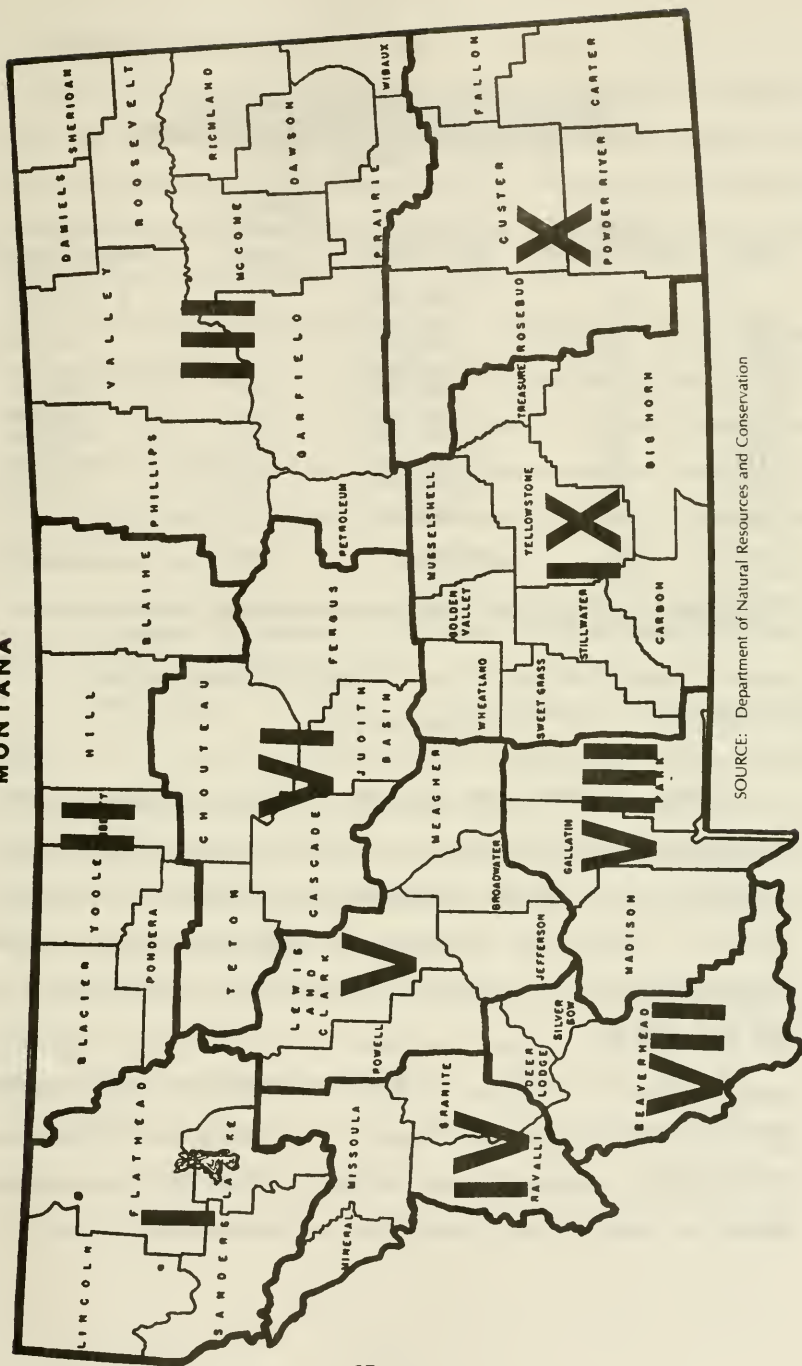 MONTANA
LINCOLN
FLATHEAD
GLACIER
TOOLE
LIBERTY
HILL
BLAINE
PHILLIPS
VALLEY
DANIELS
SHERIDAN
ROOSEVELT
PONDERA
I
II
III
SANDERS
LAKE
TETON
CHOUTEAU
RICHLAND
MCCONE
GARFIELD
DAWSON
MINERAL
MISSOULA
POWELL
LEWIS
AND
CLARK
V
CASCADE
VI
JUDITH
BASIN
FERGUS
PETROLEUM
PRAIRIE
WIBAUX
GRANITE
IV
RAVALLI
DEER
LODGE
SILVER
BOW
JEFFERSON
BROADWATER
MEAGHER
WHEATLAND
GOLDEN
VALLEY
MUSSELSHELL
TREASURE
ROSEBUD
CUSTER
FALLON
BEAVERHEAD
VII
MADISON
GALLATIN
VIII
PARK
SWEET GRASS
STILLWATER
YELLOWSTONE
IX
CARBON
BIG HORN
X
POWDER RIVER
CARTER
SOURCE: Department of Natural Resources and Conservation